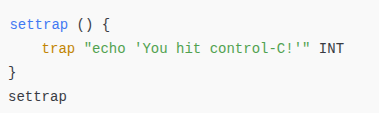 settrap () {
    trap "echo 'You hit control-C!'" INT
}
settrap